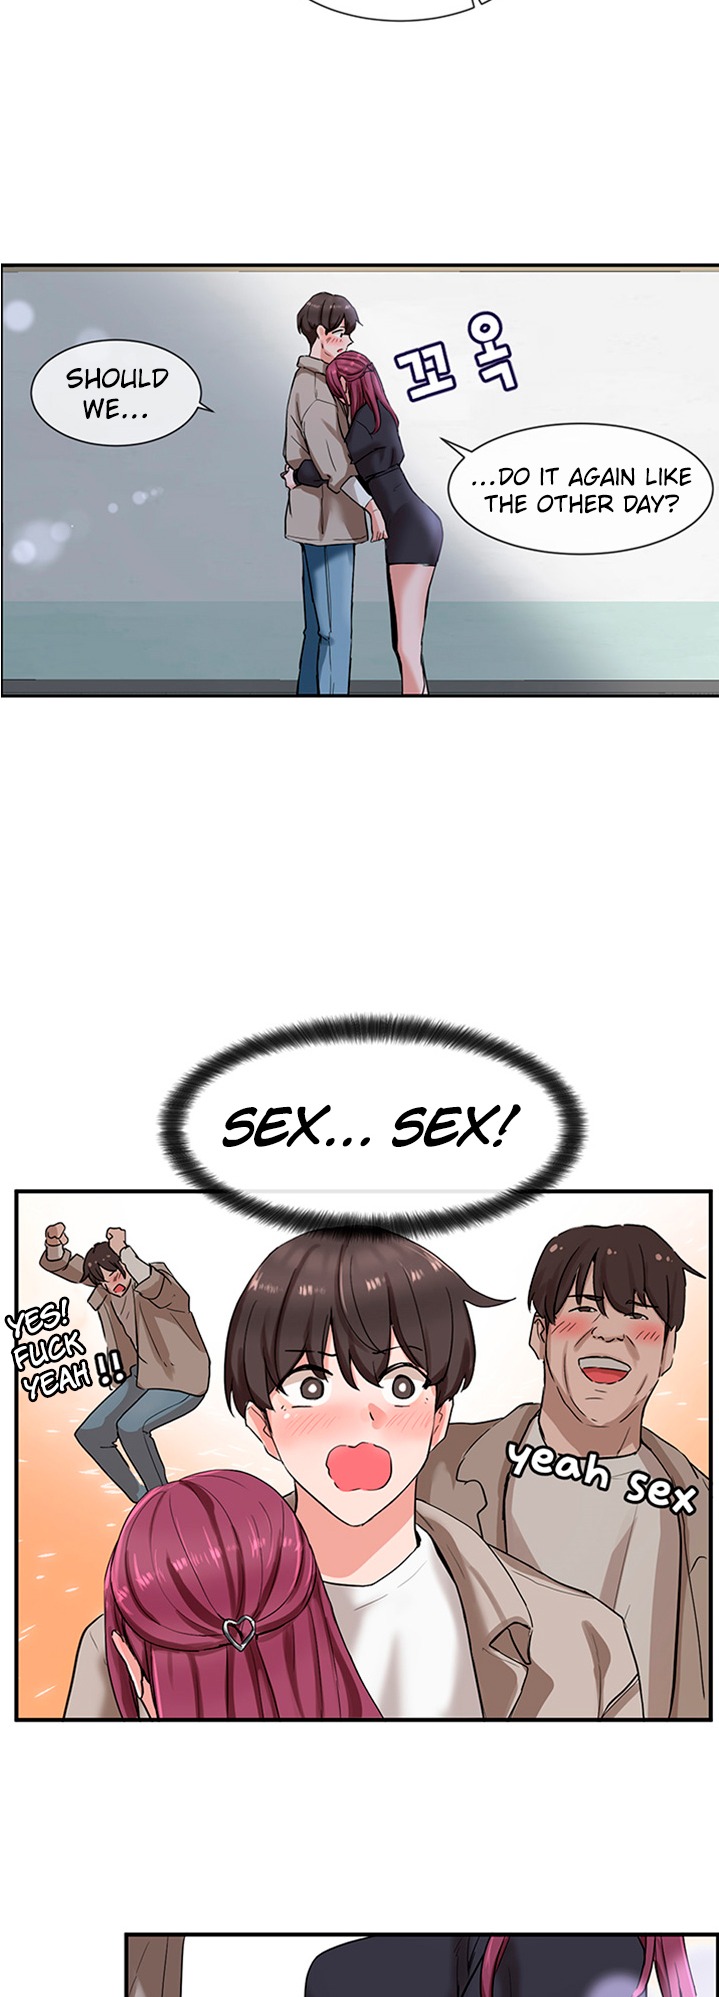 SHOULD
WE...
꼬옥
...DO IT AGAIN LIKE
THE OTHER DAY?
SEX... SEX!
YES!
FUCK
YEAH!!
yeah sex